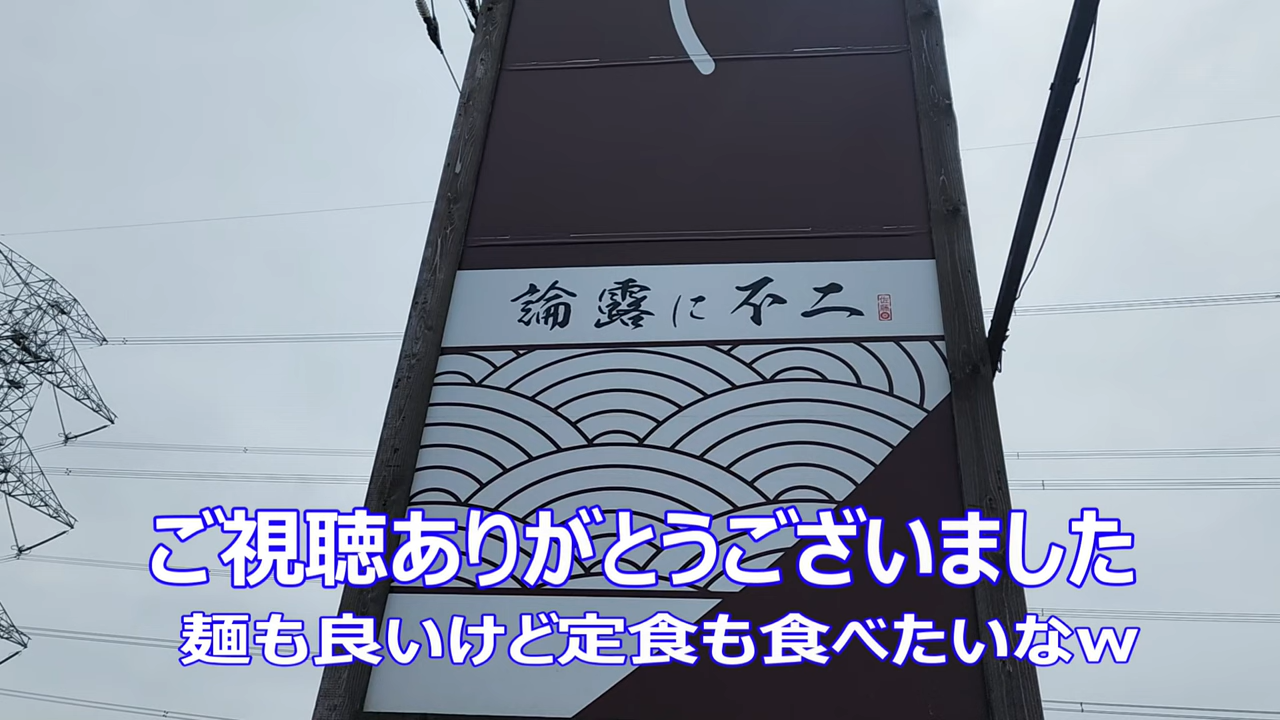 論露に不二
ご視聴ありがとうございました
麺も良いけど定食も食べたいなw